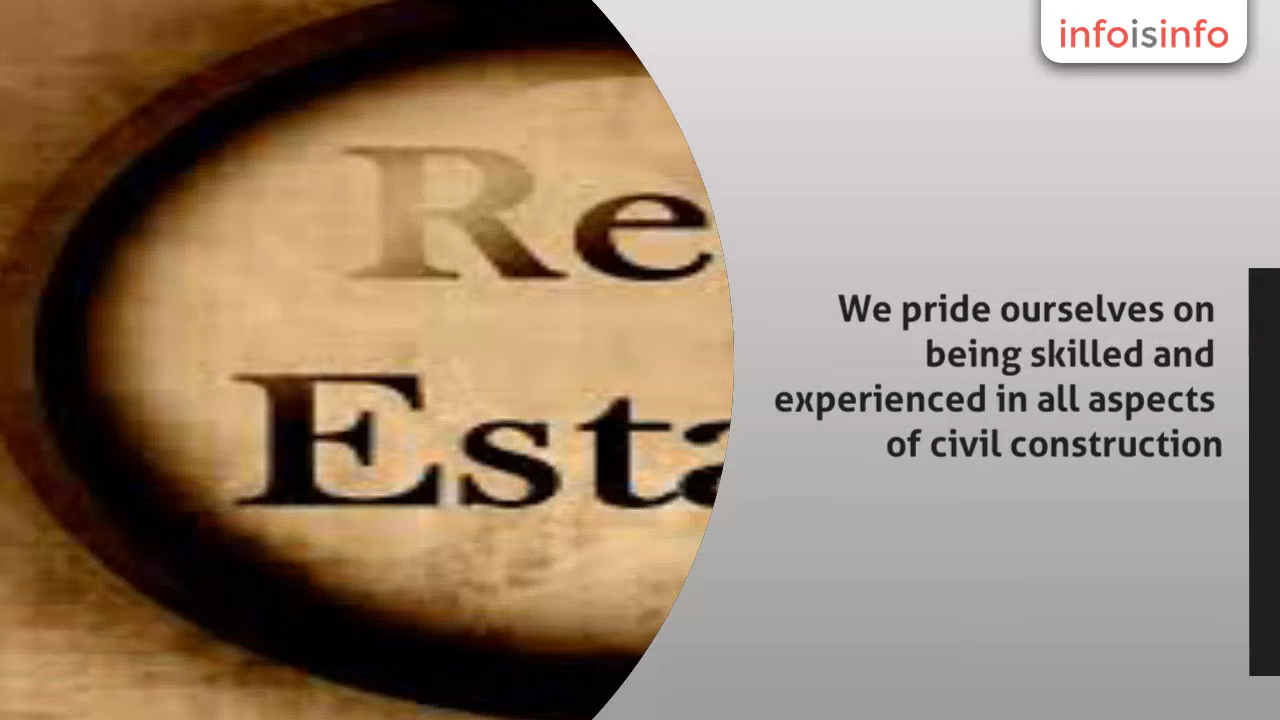 infoisinfo
Re
Esta
We pride ourselves on
being skilled and
experienced in all aspects
of civil construction